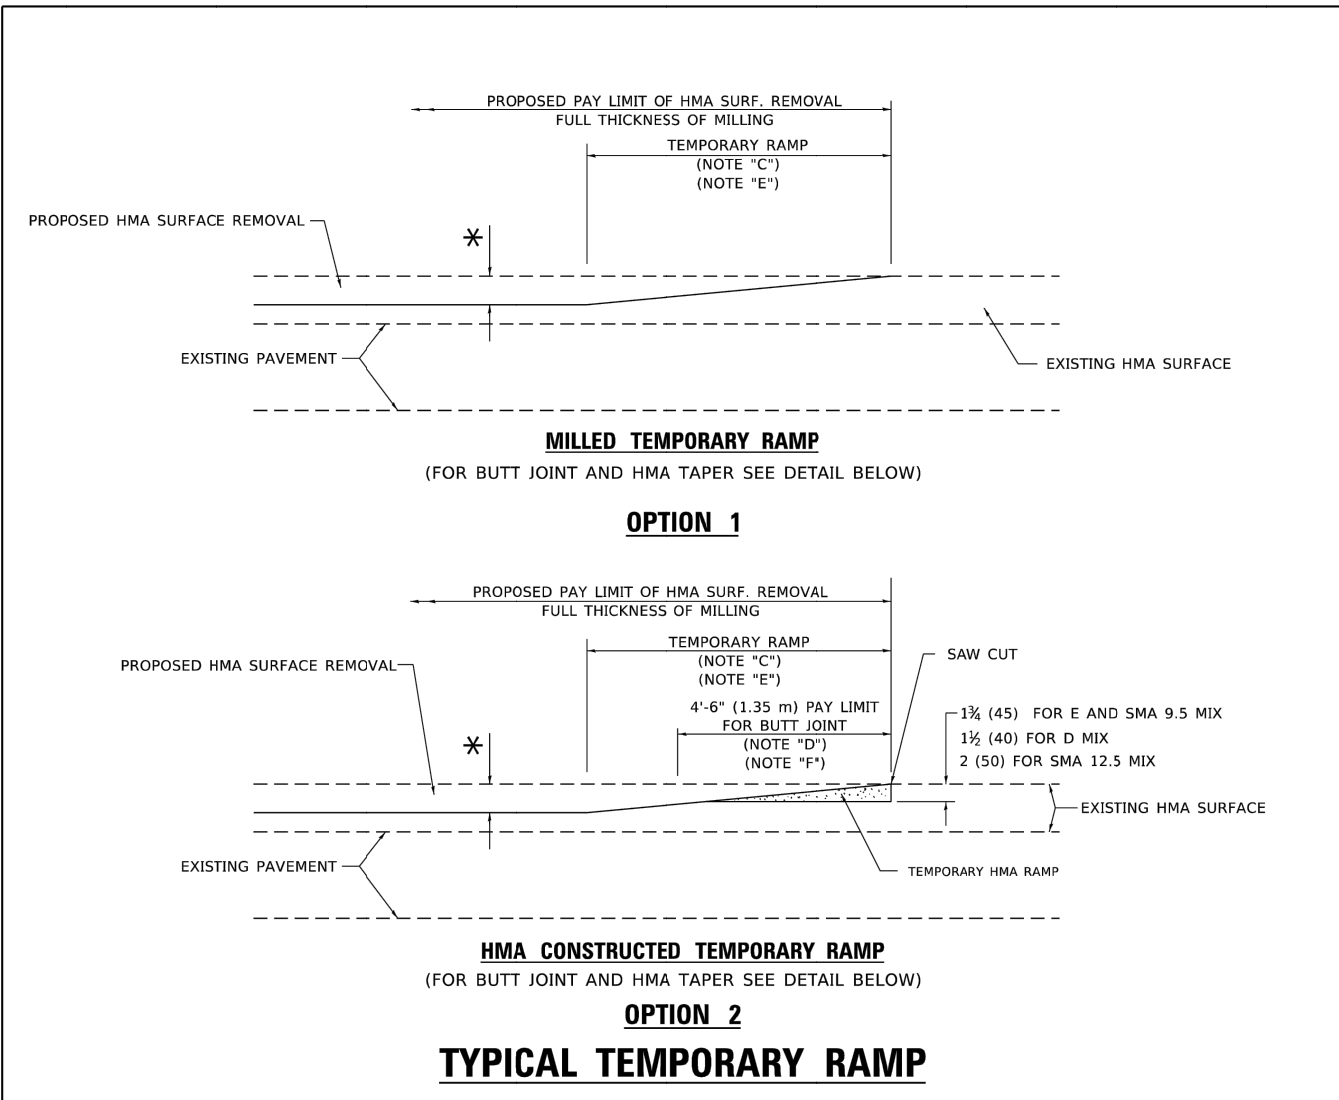 PROPOSED PAY LIMIT OF HMA SURF. REMOVAL
FULL THICKNESS OF MILLING
TEMPORARY RAMP
(NOTE "C")
(NOTE "E")
PROPOSED HMA SURFACE REMOVAL
*
EXISTING PAVEMENT
EXISTING HMA SURFACE
MILLED TEMPORARY RAMP
(FOR BUTT JOINT AND HMA TAPER SEE DETAIL BELOW)
OPTION 1
PROPOSED PAY LIMIT OF HMA SURF. REMOVAL
FULL THICKNESS OF MILLING
TEMPORARY RAMP
(NOTE "C")
(NOTE "E")
SAW CUT
PROPOSED HMA SURFACE REMOVAL
4'-6" (1.35 m) PAY LIMIT
FOR BUTT JOINT
(NOTE "D")
(NOTE "F")
1¾ (45) FOR E AND SMA 9.5 MIX
1½ (40) FOR D MIX
2 (50) FOR SMA 12.5 MIX
*
EXISTING HMA SURFACE
EXISTING PAVEMENT
TEMPORARY HMA RAMP
HMA CONSTRUCTED TEMPORARY RAMP
(FOR BUTT JOINT AND HMA TAPER SEE DETAIL BELOW)
OPTION 2
TYPICAL TEMPORARY RAMP